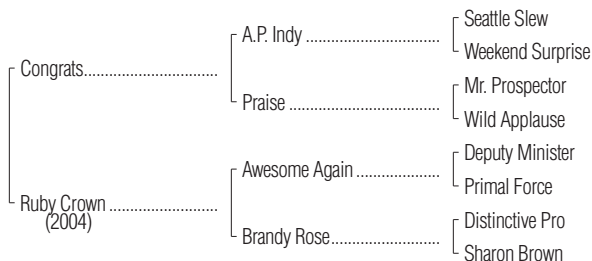 Seattle Slew
A.P. Indy ................................
Weekend Surprise
Congrats................................
Mr. Prospector
Praise ....................................
Wild Applause
Deputy Minister
Awesome Again ....................
Primal Force
Ruby Crown .........................
(2004)
Distinctive Pro
Brandy Rose..........................
Sharon Brown